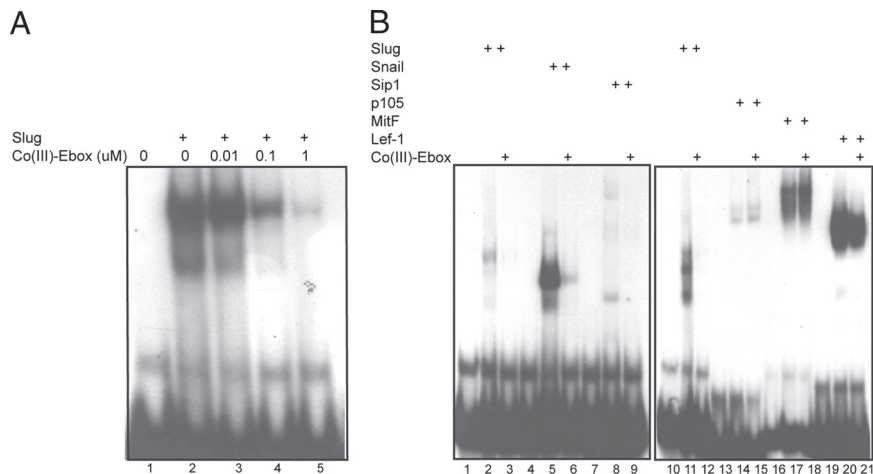 A
Slug + + + +
Co(III)-Ebox (uM) 0 0 0.01 0.1 1
1 2 3 4 5
B
Slug ++ ++
Snail ++
Sip1 ++
p105 + +
MitF + +
Lef-1 + +
Co(III)-Ebox + + + + + + +
1 2 3 4 5 6 7 8 9 10 11 12 13 14 15 16 17 18 19 20 21